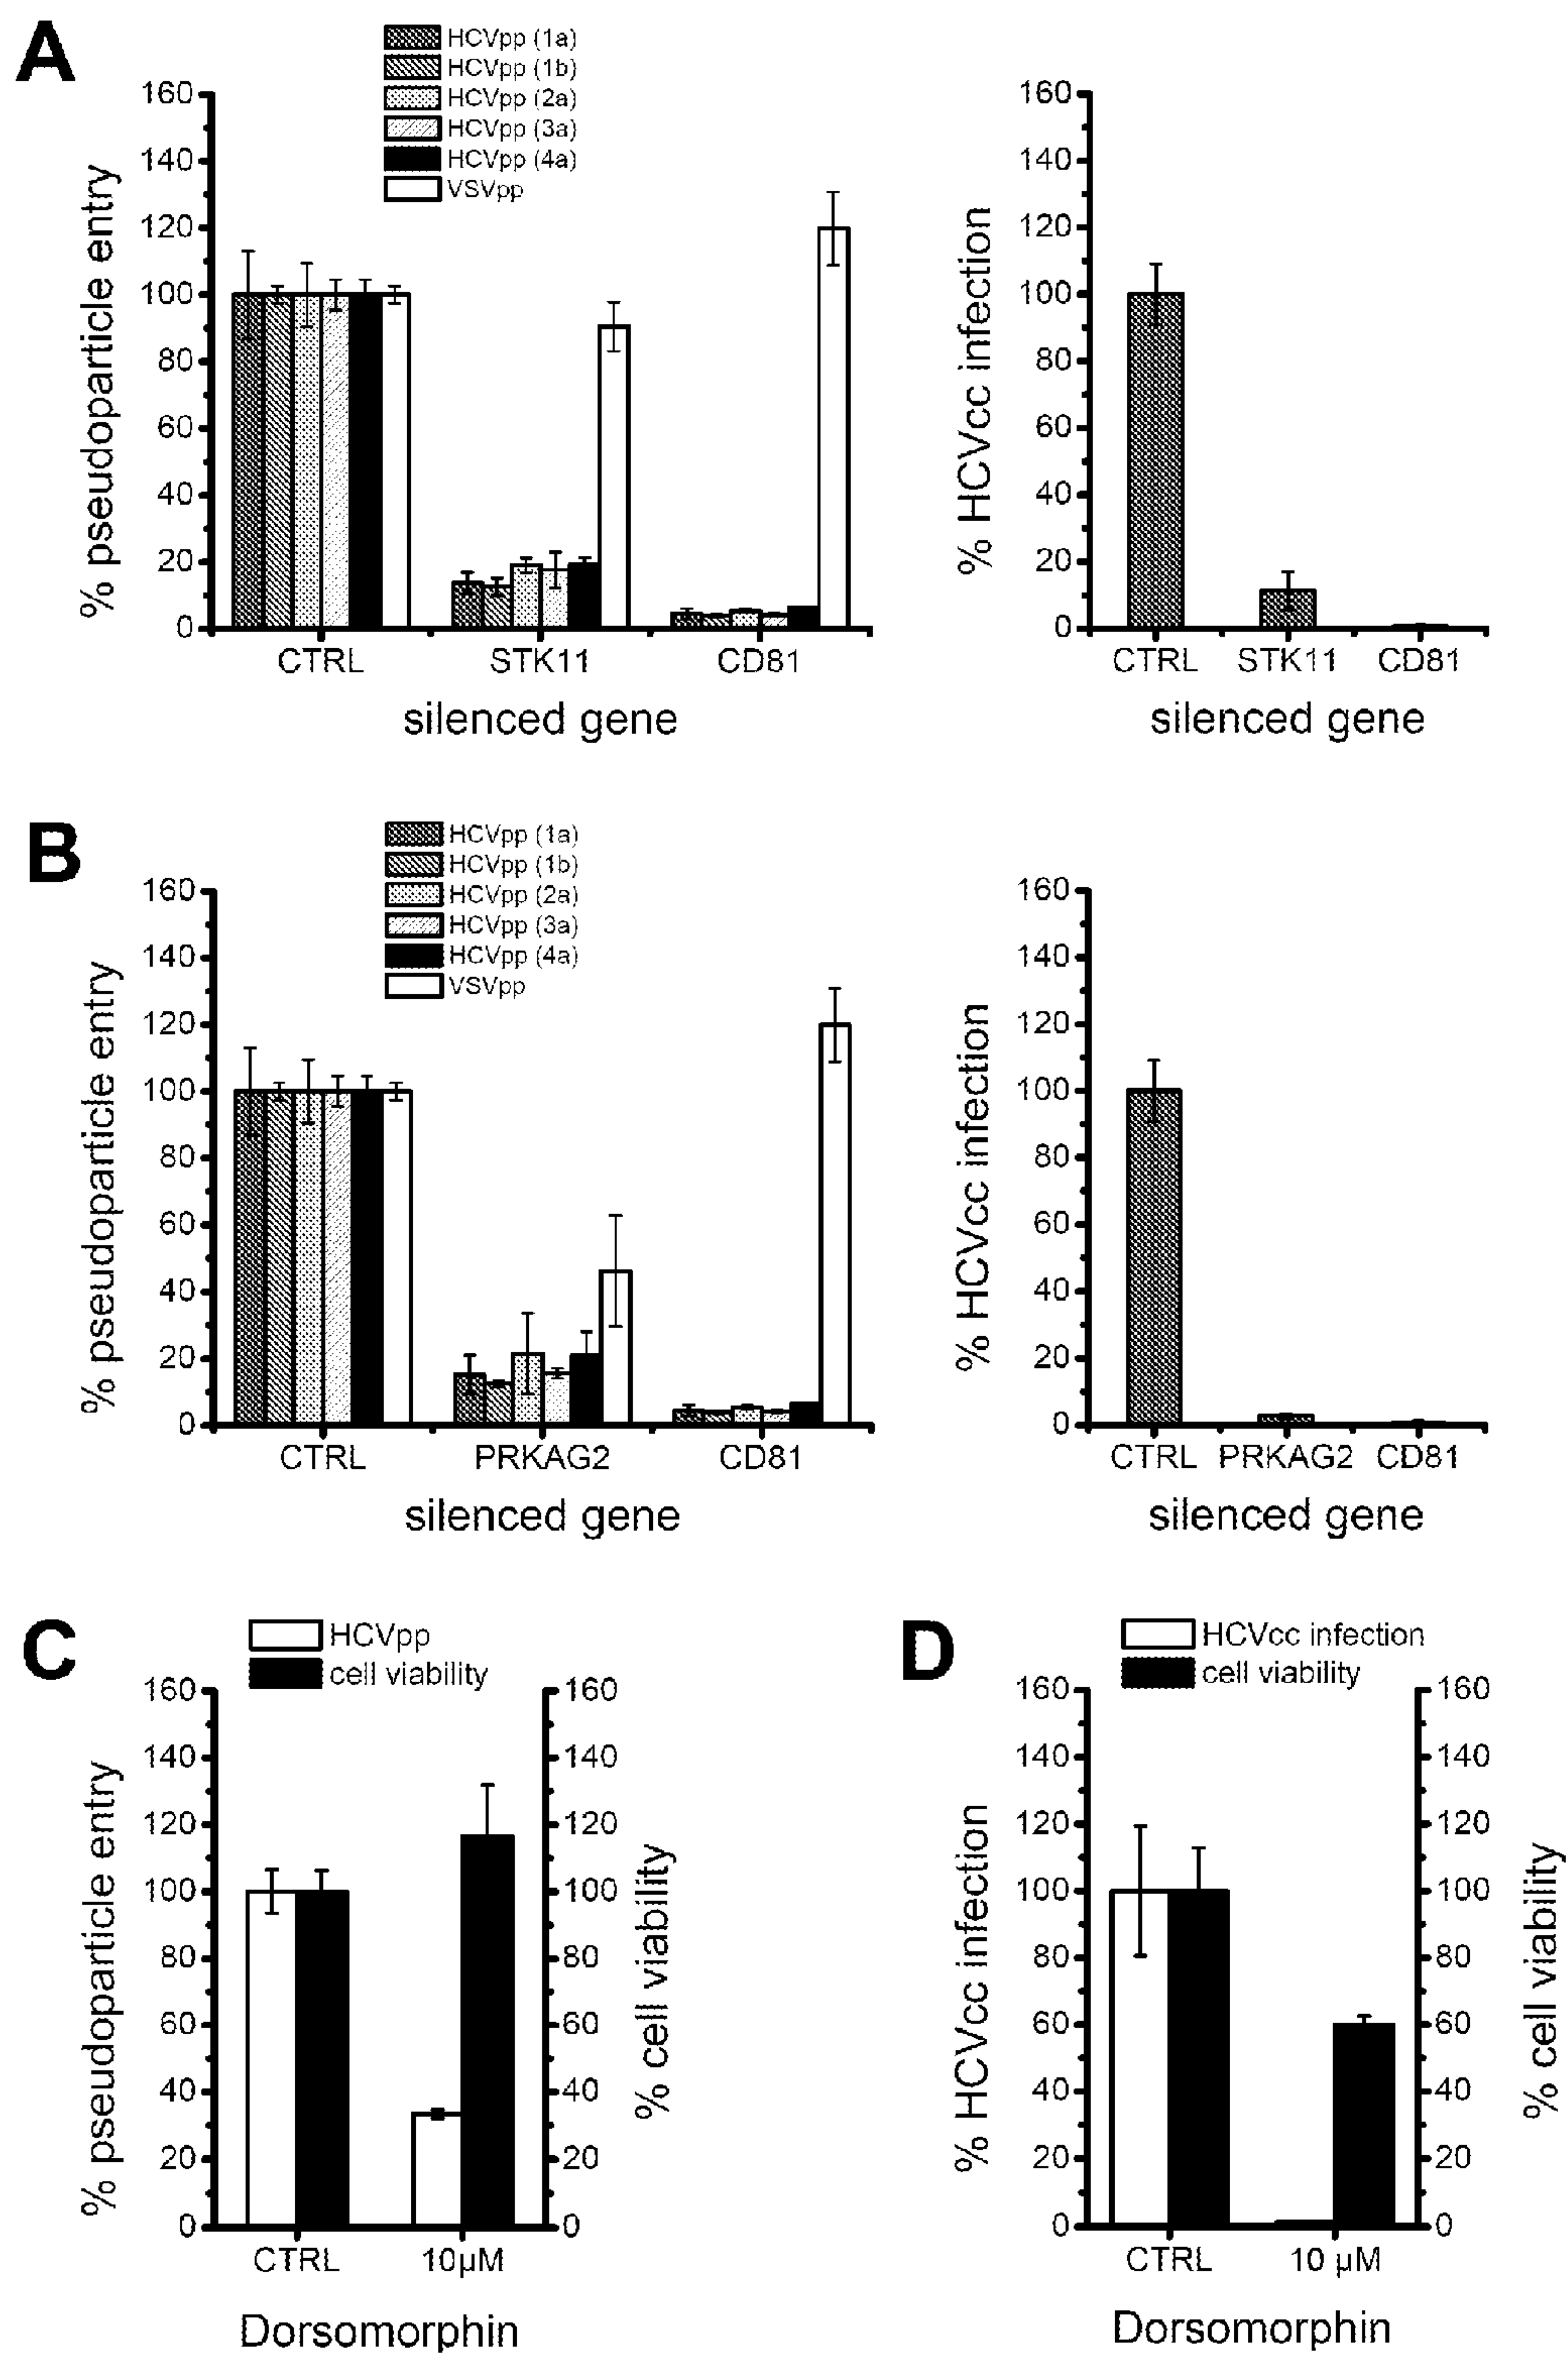 A
HCVpp (1a)
HCVpp (1b)
HCVpp (2a)
HCVpp (3a)
HCVpp (4a)
VSVpp
% pseudoparticle entry
160
140
120
100
80
60
40
20
0
CTRL STK11 CD81
silenced gene
% HCVcc infection
160
140
120
100
80
60
40
20
0
CTRL STK11 CD81
silenced gene
B
HCVpp (1a)
HCVpp (1b)
HCVpp (2a)
HCVpp (3a)
HCVpp (4a)
VSVpp
% pseudoparticle entry
160
140
120
100
80
60
40
20
0
CTRL PRKAG2 CD81
silenced gene
% HCVcc infection
160
140
120
100
80
60
40
20
0
CTRL PRKAG2 CD81
silenced gene
C
HCVpp
cell viability
% pseudoparticle entry
160
140
120
100
80
60
40
20
0
160
140
120
100
80
60
40
20
0
% cell viability
CTRL 10µM
Dorsomorphin
D
HCVcc infection
cell viability
% HCVcc infection
160
140
120
100
80
60
40
20
0
160
140
120
100
80
60
40
20
0
% cell viability
CTRL 10 µM
Dorsomorphin